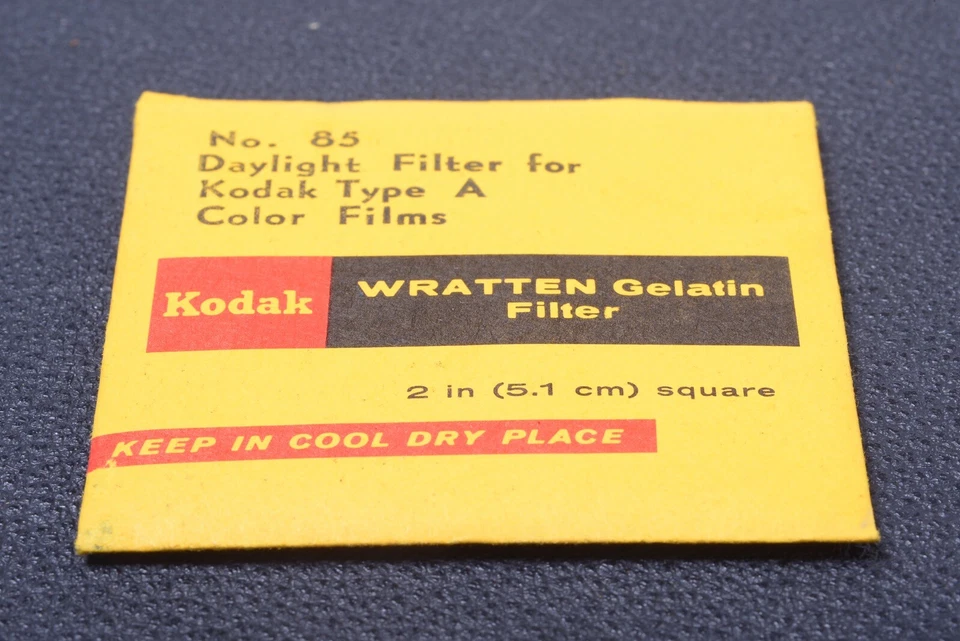 No. 85
Daylight Filter for
Kodak Type A
Color Films
Kodak
WRATTEN Gelatin
Filter
2 in (5.1 cm) square
KEEP IN COOL DRY PLACE